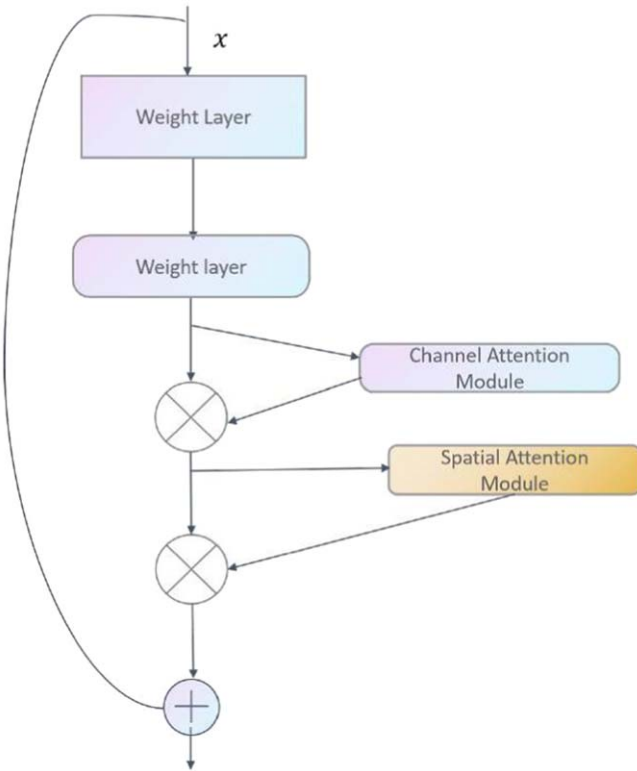 x
Weight Layer
Weight layer
Channel Attention
Module
Spatial Attention
Module